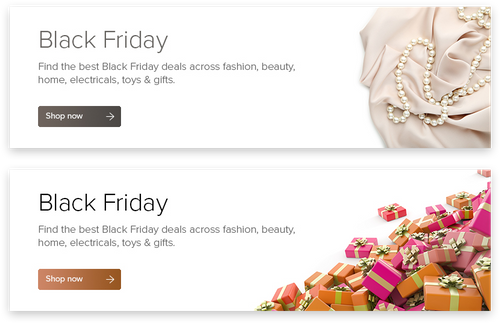 Black Friday
Find the best Black Friday deals across fashion, beauty,
home, electricals, toys & gifts.
Shop now
Black Friday
Find the best Black Friday deals across fashion, beauty,
home, electricals, toys & gifts.
Shop now